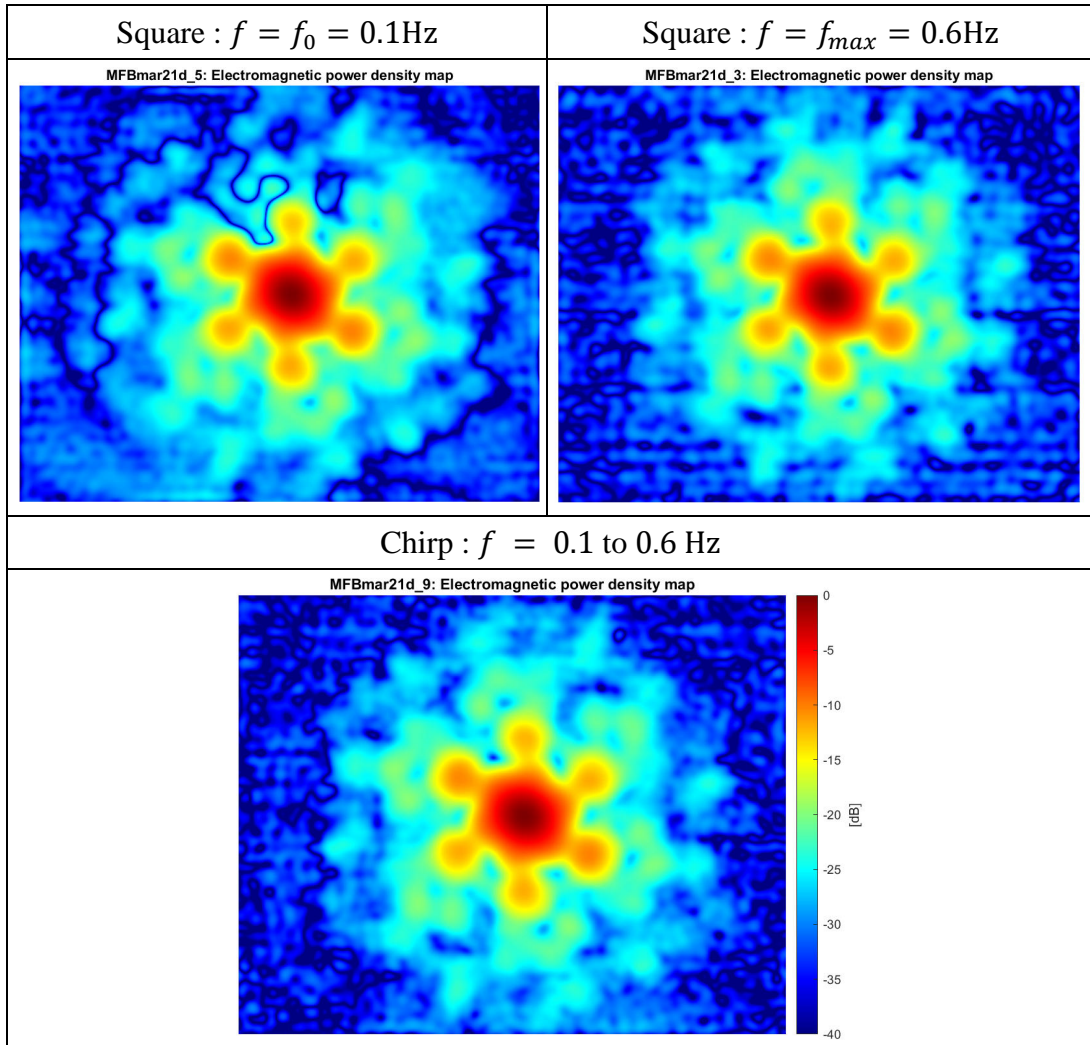 Square : f = f₀ = 0.1Hz
Square : f = fₘₐₓ = 0.6Hz
MFBmar21d_5: Electromagnetic power density map
MFBmar21d_3: Electromagnetic power density map
Chirp : f = 0.1 to 0.6 Hz
MFBmar21d_9: Electromagnetic power density map
0
-5
-10
-15
-20
-25
-30
-35
-40
[dB]